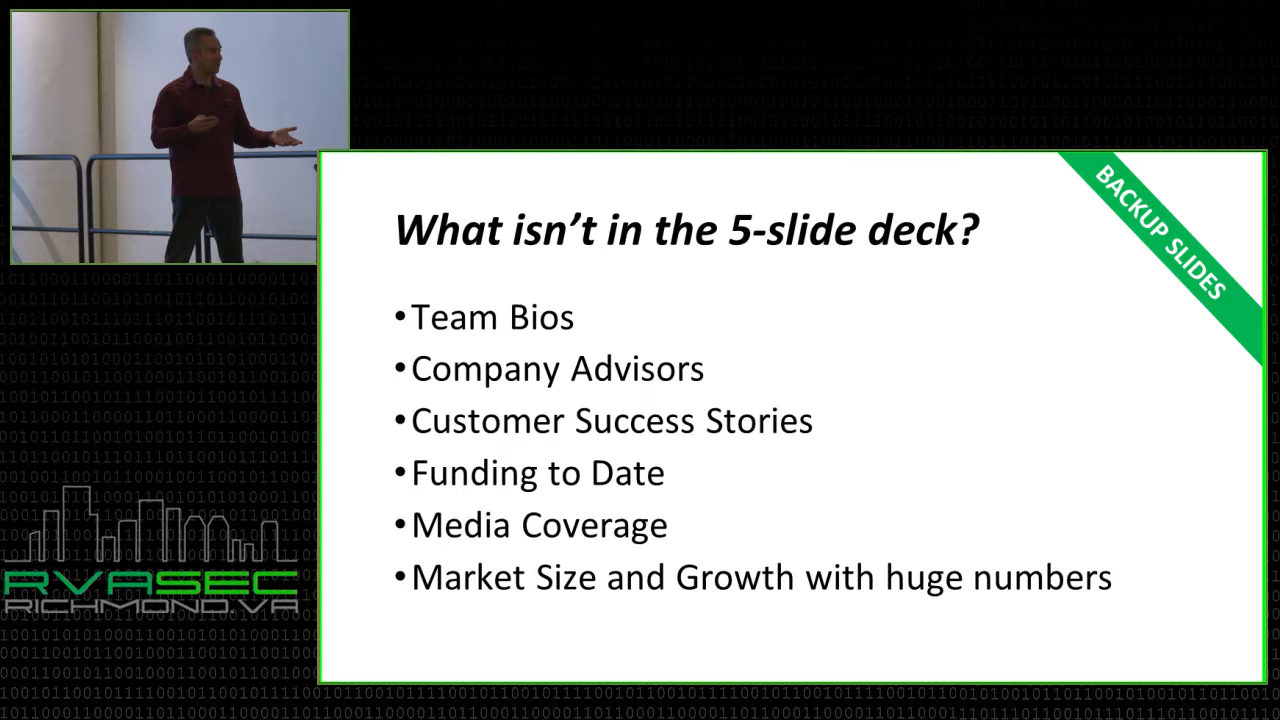 BACKUP SLIDES
What isn’t in the 5-slide deck?
•Team Bios
•Company Advisors
•Customer Success Stories
•Funding to Date
•Media Coverage
•Market Size and Growth with huge numbers
RVASEC
RICHMOND.VA